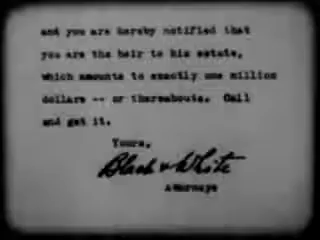 and you are hereby notified that
you are the heir to his estate,
which amounts to exactly one million
dollars -- or thereabouts. Call
and get it.
Yours,
Black & White
Attorneys